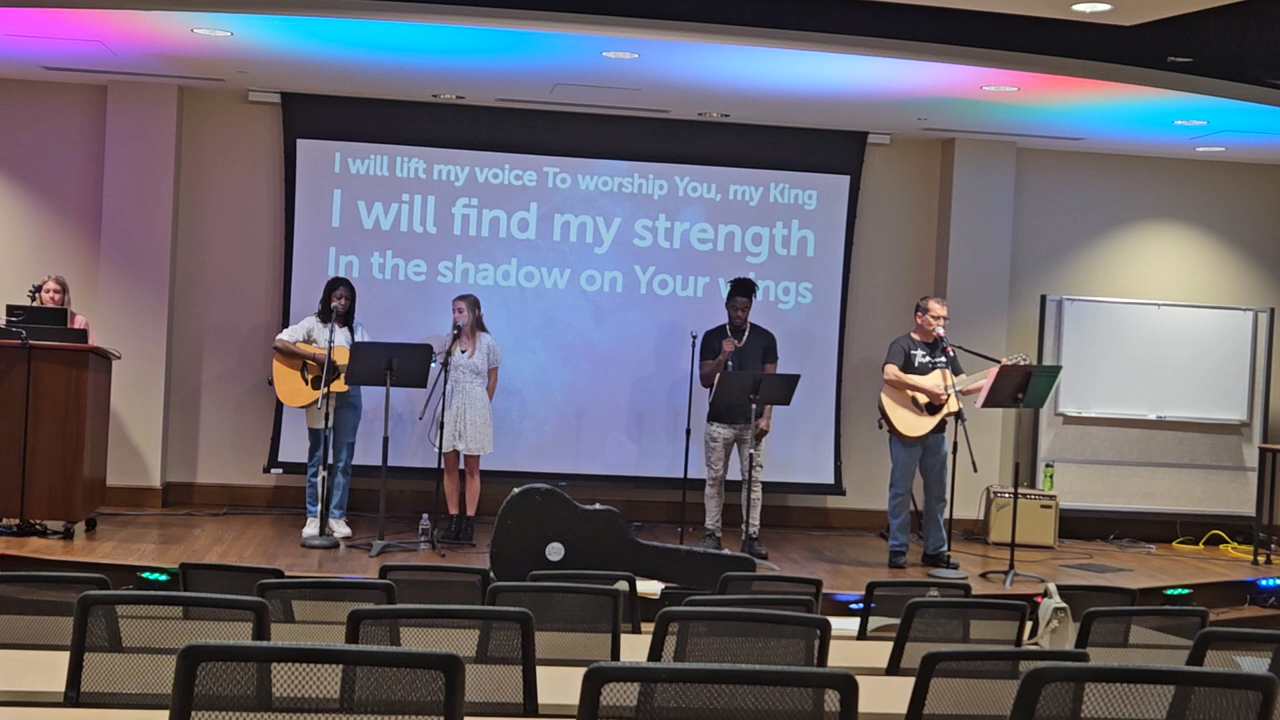 I will lift my voice To worship You, my King
I will find my strength
In the shadow on Your wings